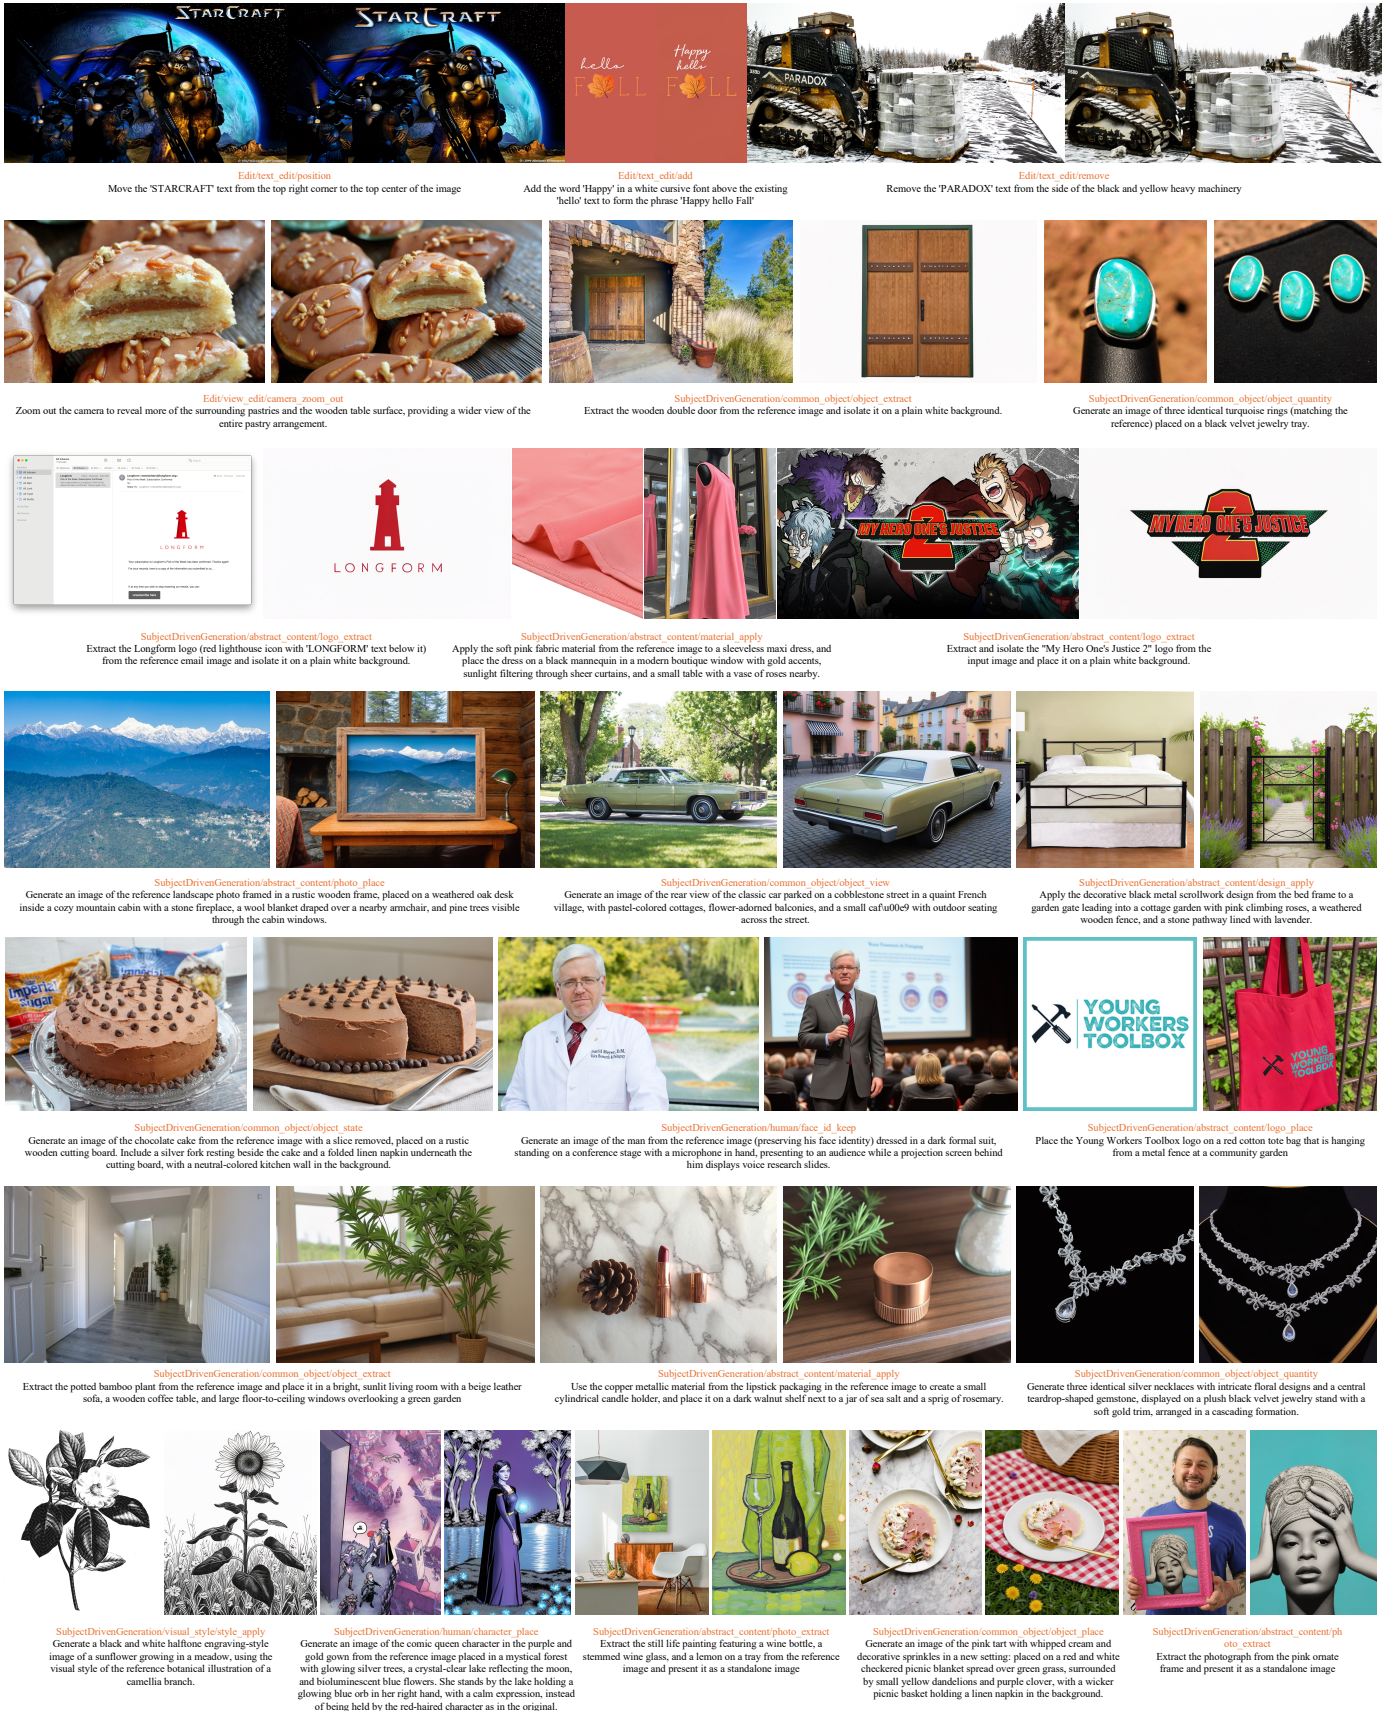 STARCRAFT
STARCRAFT
hello
FALL
Happy
hello
FALL
PARADOX
Edit/text_edit/position
Move the 'STARCRAFT' text from the top right corner to the top center of the image
Edit/text_edit/add
Add the word 'Happy' in a white cursive font above the existing
'hello' text to form the phrase 'Happy hello Fall'
Edit/text_edit/remove
Remove the 'PARADOX' text from the side of the black and yellow heavy machinery
Edit/view_edit/camera_zoom_out
Zoom out the camera to reveal more of the surrounding pastries and the wooden table surface, providing a wider view of the
entire pastry arrangement.
SubjectDrivenGeneration/common_object/object_extract
Extract the wooden double door from the reference image and isolate it on a plain white background.
SubjectDrivenGeneration/common_object/object_quantity
Generate an image of three identical turquoise rings (matching the
reference) placed on a black velvet jewelry tray.
LONGFORM
LONGFORM
MY HERO ONE'S JUSTICE
2
MY HERO ONE'S JUSTICE
2
SubjectDrivenGeneration/abstract_content/logo_extract
Extract the Longform logo (red lighthouse icon with 'LONGFORM' text below it)
from the reference email image and isolate it on a plain white background.
SubjectDrivenGeneration/abstract_content/material_apply
Apply the soft pink fabric material from the reference image to a sleeveless maxi dress, and
place the dress on a black mannequin in a modern boutique window with gold accents,
sunlight filtering through sheer curtains, and a small table with a vase of roses nearby.
SubjectDrivenGeneration/abstract_content/logo_extract
Extract and isolate the "My Hero One's Justice 2" logo from the
input image and place it on a plain white background.
SubjectDrivenGeneration/abstract_content/photo_place
Generate an image of the reference landscape photo framed in a rustic wooden frame, placed on a weathered oak desk
inside a cozy mountain cabin with a stone fireplace, a wool blanket draped over a nearby armchair, and pine trees visible
through the cabin windows.
SubjectDrivenGeneration/common_object/object_view
Generate an image of the rear view of the classic car parked on a cobblestone street in a quaint French
village, with pastel-colored cottages, flower-adorned balconies, and a small caf\u00e9 with outdoor seating
across the street.
SubjectDrivenGeneration/abstract_content/design_apply
Apply the decorative black metal scrollwork design from the bed frame to a
garden gate leading into a cottage garden with pink climbing roses, a weathered
wooden fence, and a stone pathway lined with lavender.
Imperial
Sugar
YOUNG
WORKERS
TOOLBOX
YOUNG
WORKERS
TOOLBOX
SubjectDrivenGeneration/common_object/object_state
Generate an image of the chocolate cake from the reference image with a slice removed, placed on a rustic
wooden cutting board. Include a silver fork resting beside the cake and a folded linen napkin underneath the
cutting board, with a neutral-colored kitchen wall in the background.
SubjectDrivenGeneration/human/face_id_keep
Generate an image of the man from the reference image (preserving his face identity) dressed in a dark formal suit,
standing on a conference stage with a microphone in hand, presenting to an audience while a projection screen behind
him displays voice research slides.
SubjectDrivenGeneration/abstract_content/logo_place
Place the Young Workers Toolbox logo on a red cotton tote bag that is hanging
from a metal fence at a community garden
SubjectDrivenGeneration/common_object/object_extract
Extract the potted bamboo plant from the reference image and place it in a bright, sunlit living room with a beige leather
sofa, a wooden coffee table, and large floor-to-ceiling windows overlooking a green garden
SubjectDrivenGeneration/abstract_content/material_apply
Use the copper metallic material from the lipstick packaging in the reference image to create a small
cylindrical candle holder, and place it on a dark walnut shelf next to a jar of sea salt and a sprig of rosemary.
SubjectDrivenGeneration/common_object/object_quantity
Generate three identical silver necklaces with intricate floral designs and a central
teardrop-shaped gemstone, displayed on a plush black velvet jewelry stand with a
soft gold trim, arranged in a cascading formation.
SubjectDrivenGeneration/visual_style/style_apply
Generate a black and white halftone engraving-style
image of a sunflower growing in a meadow, using the
visual style of the reference botanical illustration of a
camellia branch.
SubjectDrivenGeneration/human/character_place
Generate an image of the comic queen character in the purple and
gold gown from the reference image placed in a mystical forest
with glowing silver trees, a crystal-clear lake reflecting the moon,
and bioluminescent blue flowers. She stands by the lake holding a
glowing blue orb in her right hand, with a calm expression, instead
of being held by the red-haired character as in the original.
SubjectDrivenGeneration/abstract_content/photo_extract
Extract the still life painting featuring a wine bottle, a
stemmed wine glass, and a lemon on a tray from the reference
image and present it as a standalone image
SubjectDrivenGeneration/common_object/object_place
Generate an image of the pink tart with whipped cream and
decorative sprinkles in a new setting: placed on a red and white
checkered picnic blanket spread over green grass, surrounded
by small yellow dandelions and purple clover, with a wicker
picnic basket holding a linen napkin in the background.
SubjectDrivenGeneration/abstract_content/ph
oto_extract
Extract the photograph from the pink ornate
frame and present it as a standalone image